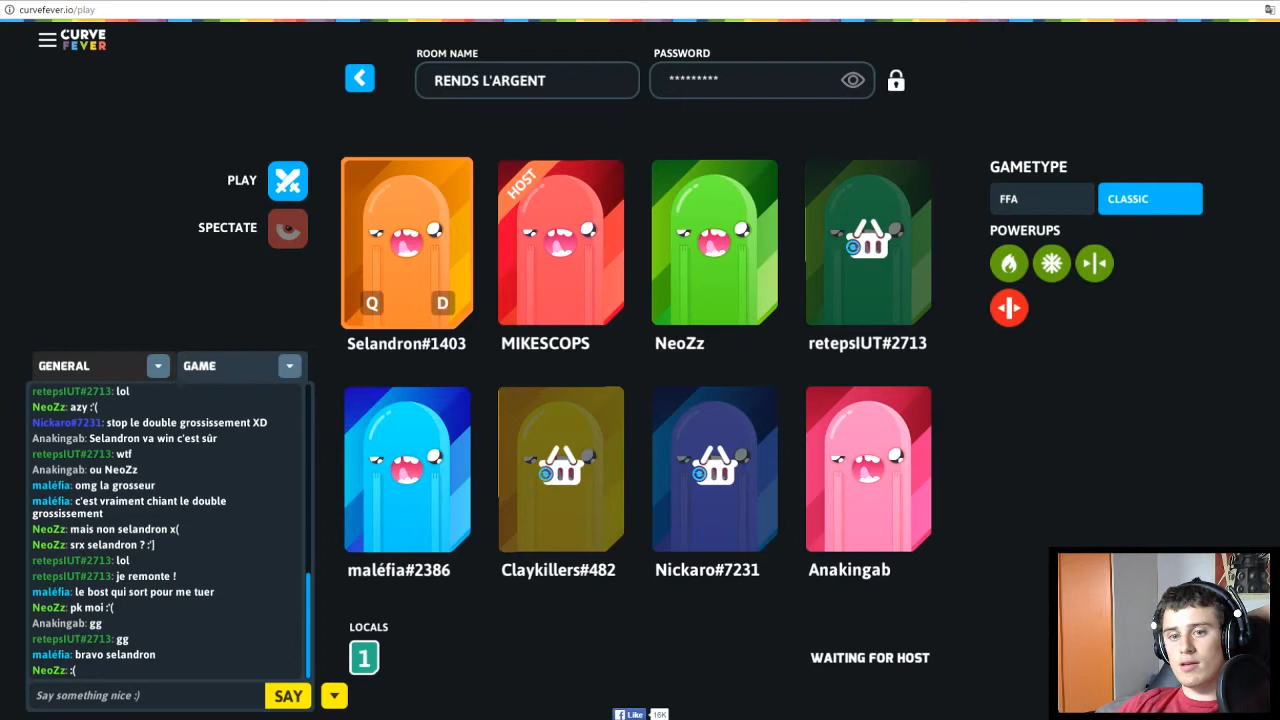 curvefever.io/play
CURVE
FEVER
ROOM NAME
PASSWORD
RENDS L'ARGENT
*********
PLAY
SPECTATE
HOST
Q
D
Selandron#1403
MIKESCOPS
NeoZz
retepsIUT#2713
GAMETYPE
FFA
CLASSIC
POWERUPS
GENERAL
GAME
retepsIUT#2713: lol
NeoZz: azy :'(
Nickaro#7231: stop le double grossissement XD
Anakingab: Selandron va win c'est sûr
retepsIUT#2713: wtf
Anakingab: ou NeoZz
maléfia: omg la grosseur
maléfia: c'est vraiment chiant le double
grossissement
NeoZz: mais non selandron x(
NeoZz: srx selandron ? :']
retepsIUT#2713: lol
retepsIUT#2713: je remonte !
maléfia: le bost qui sort pour me tuer
NeoZz: pk moi :'(
Anakingab: gg
retepsIUT#2713: gg
maléfia: bravo selandron
NeoZz: :(
Say something nice :)
SAY
maléfia#2386
Claykillers#482
Nickaro#7231
Anakingab
LOCALS
1
WAITING FOR HOST
Like
16K